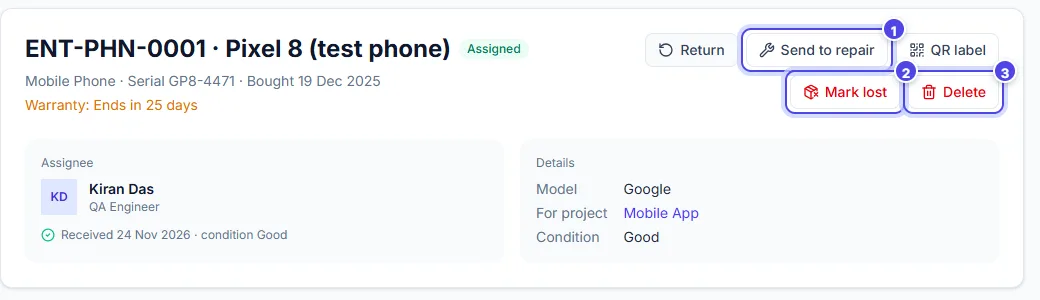 ENT-PHN-0001 · Pixel 8 (test phone) Assigned
Return Send to repair 1 QR label
Mobile Phone · Serial GP8-4471 · Bought 19 Dec 2025
Warranty: Ends in 25 days
Mark lost 2 Delete 3
Assignee
KD Kiran Das
QA Engineer
Received 24 Nov 2026 · condition Good
Details
Model Google
For project Mobile App
Condition Good